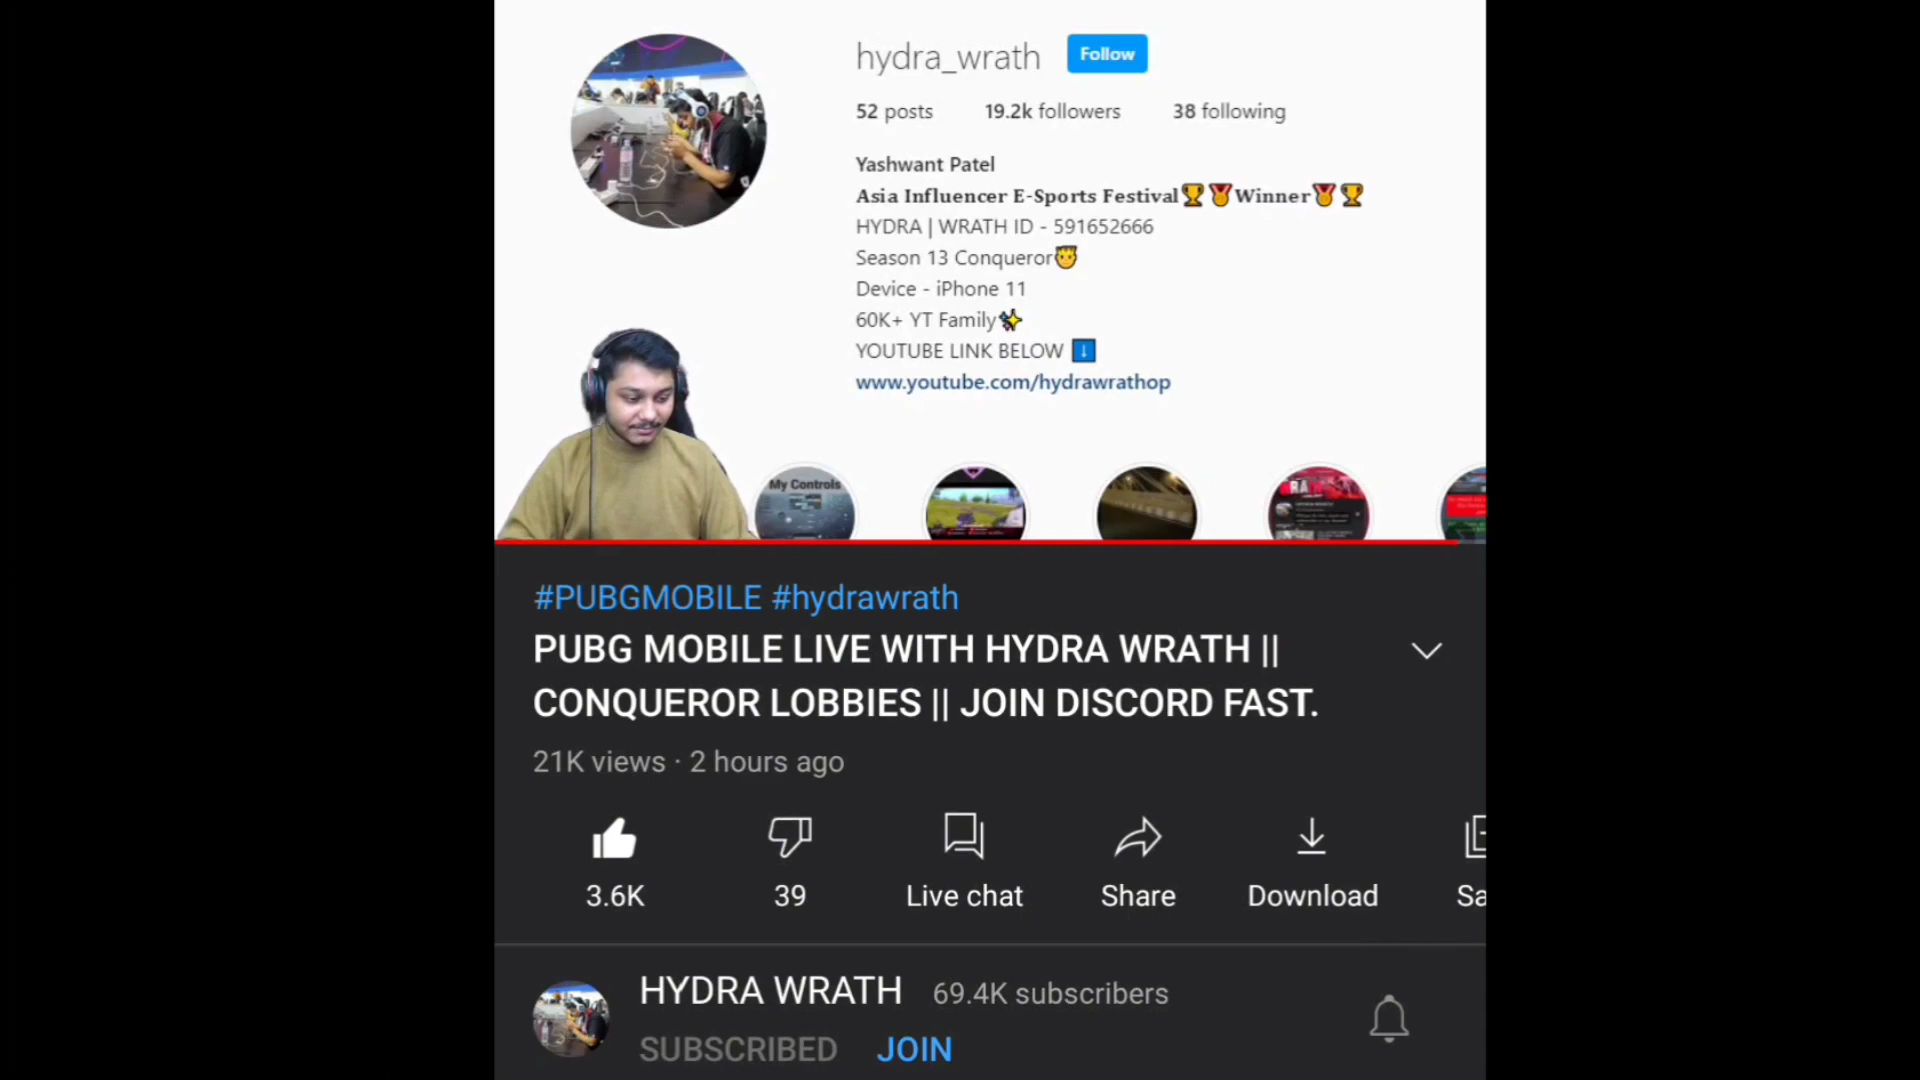 hydra_wrath Follow
52 posts 19.2k followers 38 following
Yashwant Patel
Asia Influencer E-Sports Festival🏆🏅Winner🏅🏆
HYDRA | WRATH ID - 591652666
Season 13 Conqueror
Device - iPhone 11
60K+ YT Family✨
YOUTUBE LINK BELOW ⬇️
www.youtube.com/hydrawrathop
My Controls
#PUBGMOBILE #hydrawrath
PUBG MOBILE LIVE WITH HYDRA WRATH ||
CONQUEROR LOBBIES || JOIN DISCORD FAST.
21K views · 2 hours ago
3.6K 39 Live chat Share Download Sa
HYDRA WRATH 69.4K subscribers
SUBSCRIBED JOIN